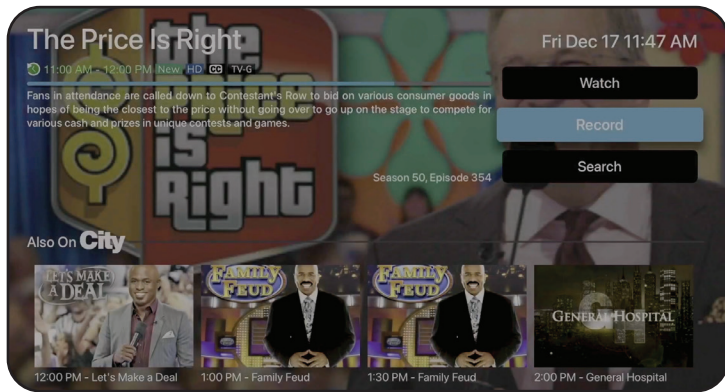 The Price Is Right
Fri Dec 17 11:47 AM
11:00 AM - 12:00 PM New HD CC TV-G
Fans in attendance are called down to Contestant's Row to bid on various consumer goods in
hopes of being the closest to the price without going over to go up on the stage to compete for
various cash and prizes in unique contests and games.
Season 50, Episode 354
Watch
Record
Search
the
Price
is
Right
Also On City
LET'S MAKE
A DEAL
FAMILY
FEUD
FAMILY
FEUD
GH
GENERAL HOSPITAL
12:00 PM - Let's Make a Deal
1:00 PM - Family Feud
1:30 PM - Family Feud
2:00 PM - General Hospital